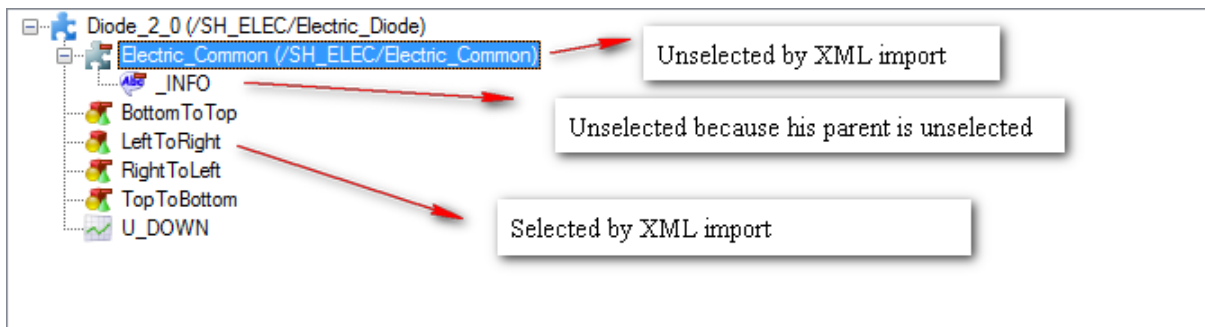 Diode_2_0 (/SH_ELEC/Electric_Diode)
Electric_Common (/SH_ELEC/Electric_Common)
Unselected by XML import
Abc _INFO
Unselected because his parent is unselected
BottomToTop
LeftToRight
RightToLeft
TopToBottom
Selected by XML import
U_DOWN